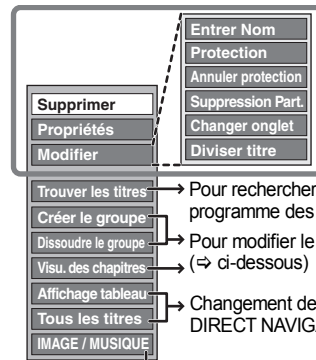 Entrer Nom
Protection
Annuler protection
Suppression Part.
Changer onglet
Diviser titre
Supprimer
Propriétés
Modifier
Trouver les titres
Créer le groupe
Dissoudre le groupe
Visu. des chapitres
Affichage tableau
Tous les titres
IMAGE / MUSIQUE
Pour rechercher
programme des
Pour modifier le
(⇨ ci-dessous)
Changement de
DIRECT NAVIGA